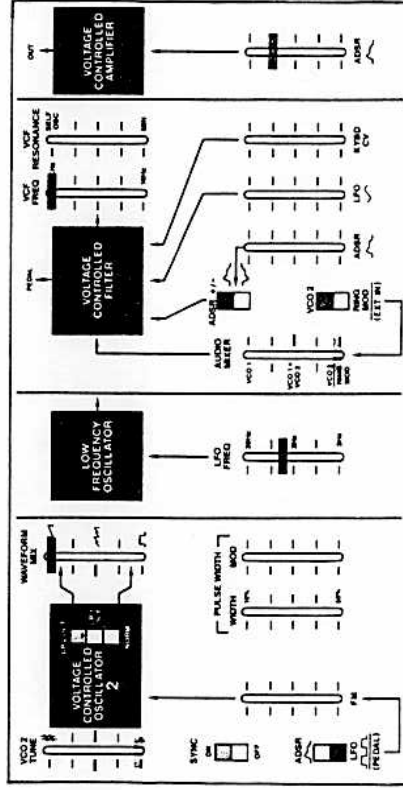 VCO 2
TUNE
VOLTAGE
CONTROLLED
OSCILLATOR
2
NORM
WAVEFORM
MIX
SYNC
ON
OFF
ADSR
LFO
(PEDAL)
FM
PULSE WIDTH
WIDTH
MOD
LOW
FREQUENCY
OSCILLATOR
LFO
FREQ
PEDAL
VOLTAGE
CONTROLLED
FILTER
VCF
FREQ
VCF
RESONANCE
SELF
OSC
MIN
AUDIO
MIXER
VCO 1
VCO 1+
VCO 2
VCO 2
RING
MOD
ADSR +/-
VCO 2
RING
MOD
(EXT IN)
ADSR
LFO
KYBD
CV
OUT
VOLTAGE
CONTROLLED
AMPLIFIER
ADSR